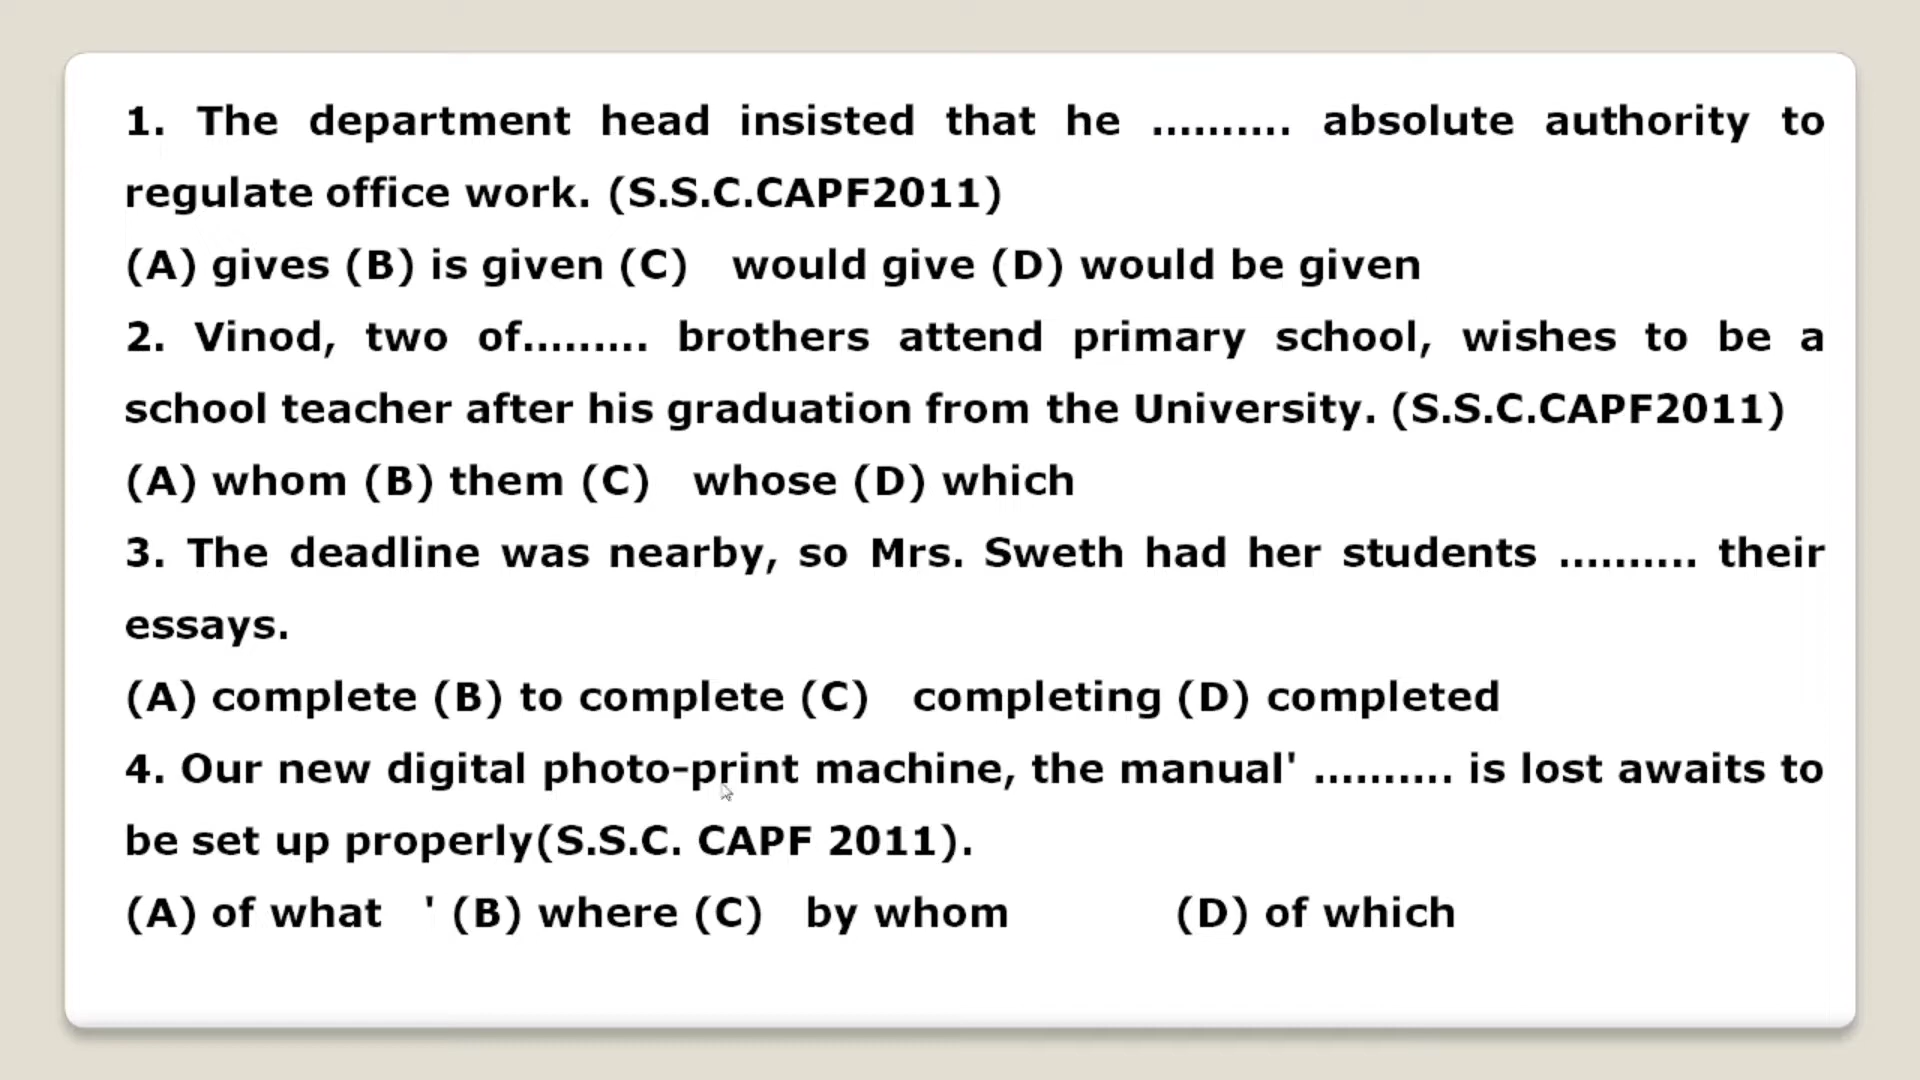 1. The department head insisted that he .......... absolute authority to
regulate office work. (S.S.C.CAPF2011)
(A) gives (B) is given (C) would give (D) would be given
2. Vinod, two of......... brothers attend primary school, wishes to be a
school teacher after his graduation from the University. (S.S.C.CAPF2011)
(A) whom (B) them (C) whose (D) which
3. The deadline was nearby, so Mrs. Sweth had her students .......... their
essays.
(A) complete (B) to complete (C) completing (D) completed
4. Our new digital photo-print machine, the manual' .......... is lost awaits to
be set up properly(S.S.C. CAPF 2011).
(A) of what ' (B) where (C) by whom (D) of which